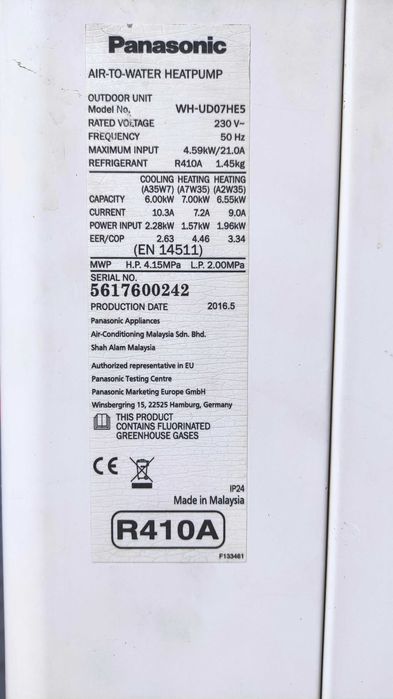 Panasonic
AIR-TO-WATER HEATPUMP
OUTDOOR UNIT
Model No. WH-UD07HE5
RATED VOLTAGE 230 V~
FREQUENCY 50 Hz
MAXIMUM INPUT 4.59kW/21.0A
REFRIGERANT R410A 1.45kg
COOLING HEATING HEATING
(A35W7) (A7W35) (A2W35)
CAPACITY 6.00kW 7.00kW 6.55kW
CURRENT 10.3A 7.2A 9.0A
POWER INPUT 2.28kW 1.57kW 1.96kW
EER/COP 2.63 4.46 3.34
(EN 14511)
MWP H.P. 4.15MPa L.P. 2.00MPa
SERIAL NO.
5617600242
PRODUCTION DATE 2016.5
Panasonic Appliances
Air-Conditioning Malaysia Sdn. Bhd.
Shah Alam Malaysia
Authorized representative in EU
Panasonic Testing Centre
Panasonic Marketing Europe GmbH
Winsbergring 15, 22525 Hamburg, Germany
THIS PRODUCT
CONTAINS FLUORINATED
GREENHOUSE GASES
CE
IP24
Made in Malaysia
R410A
F133461